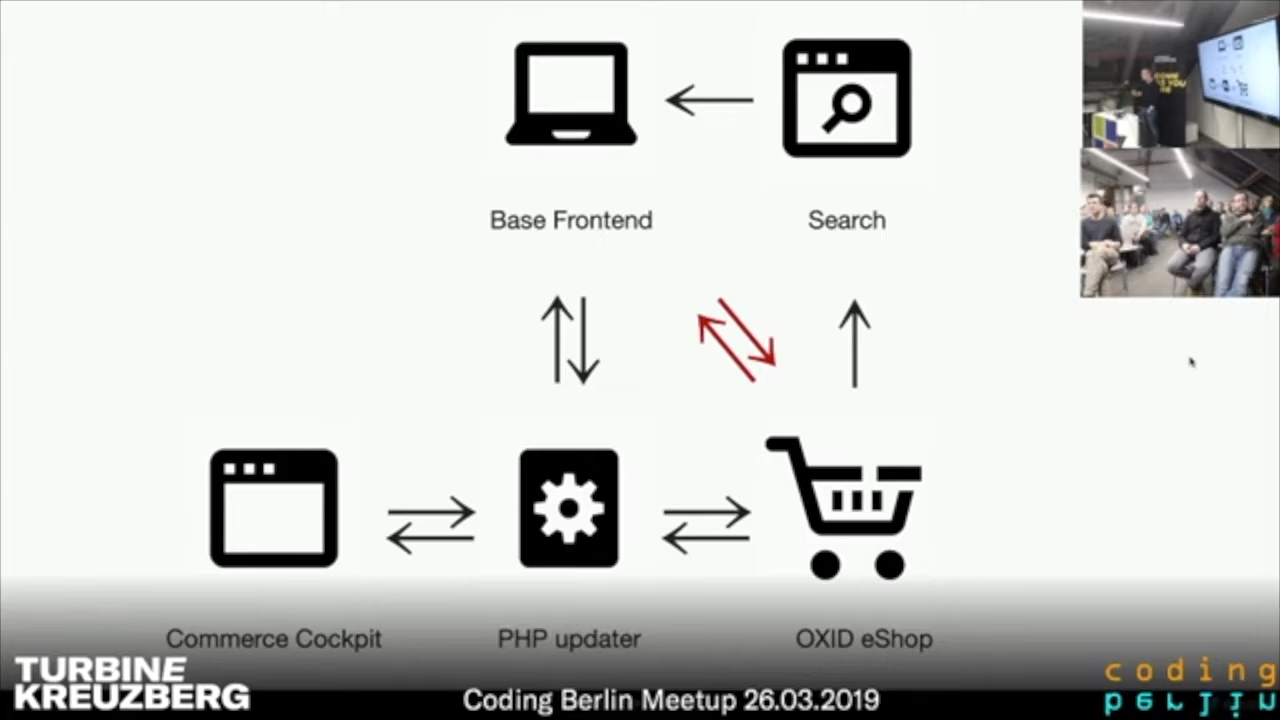 Base Frontend
Search
Commerce Cockpit
PHP updater
OXID eShop
TURBINE
KREUZBERG
Coding Berlin Meetup 26.03.2019
coding
berlin